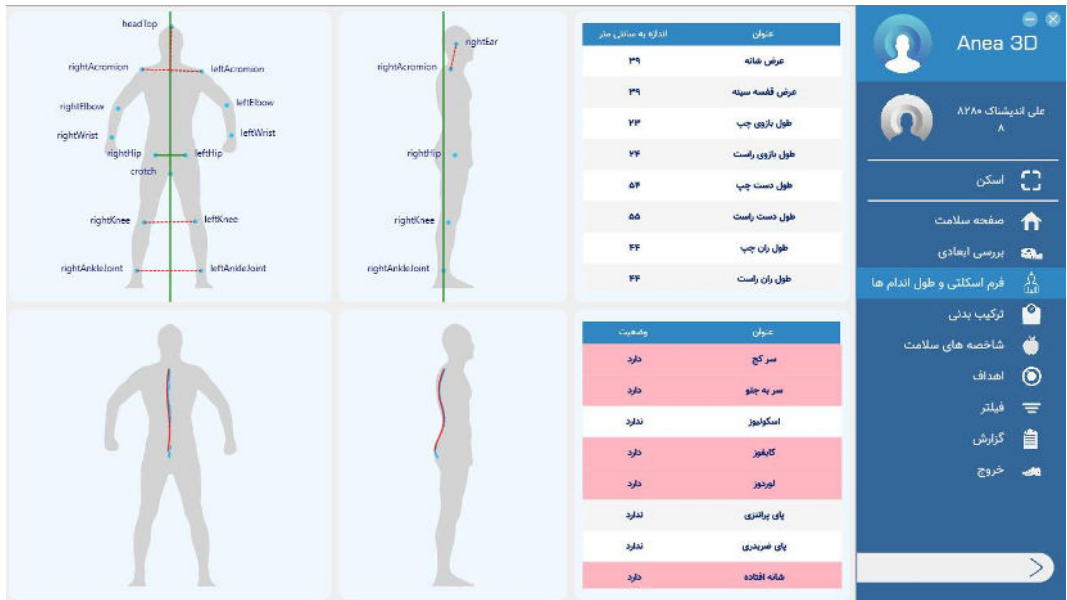 Anea 3D
علی اندیشناک ۸۲۸۰
۸
اسکن
صفحه سلامت
بررسی ابعادی
فرم اسکلتی و طول اندام ها
ترکیب بدنی
شاخصه های سلامت
اهداف
فیلتر
گزارش
خروج
عنوان اندازه به سانتی متر
عرض شانه ۳۹
عرض قفسه سینه ۳۹
طول بازوی چپ ۲۳
طول بازوی راست ۲۴
طول دست چپ ۵۴
طول دست راست ۵۵
طول ران چپ ۴۴
طول ران راست ۴۴
rightEar
rightAcromion
rightHip
rightKnee
rightAnkleJoint
headTop
rightAcromion leftAcromion
rightElbow leftElbow
rightWrist leftWrist
rightHip leftHip
crotch
rightKnee leftKnee
rightAnkleJoint leftAnkleJoint
عنوان وضعیت
سر کج دارد
سر به جلو دارد
اسکولیوز ندارد
کایفوز دارد
لوردوز دارد
پای پرانتزی ندارد
پای ضربدری ندارد
شانه افتاده دارد